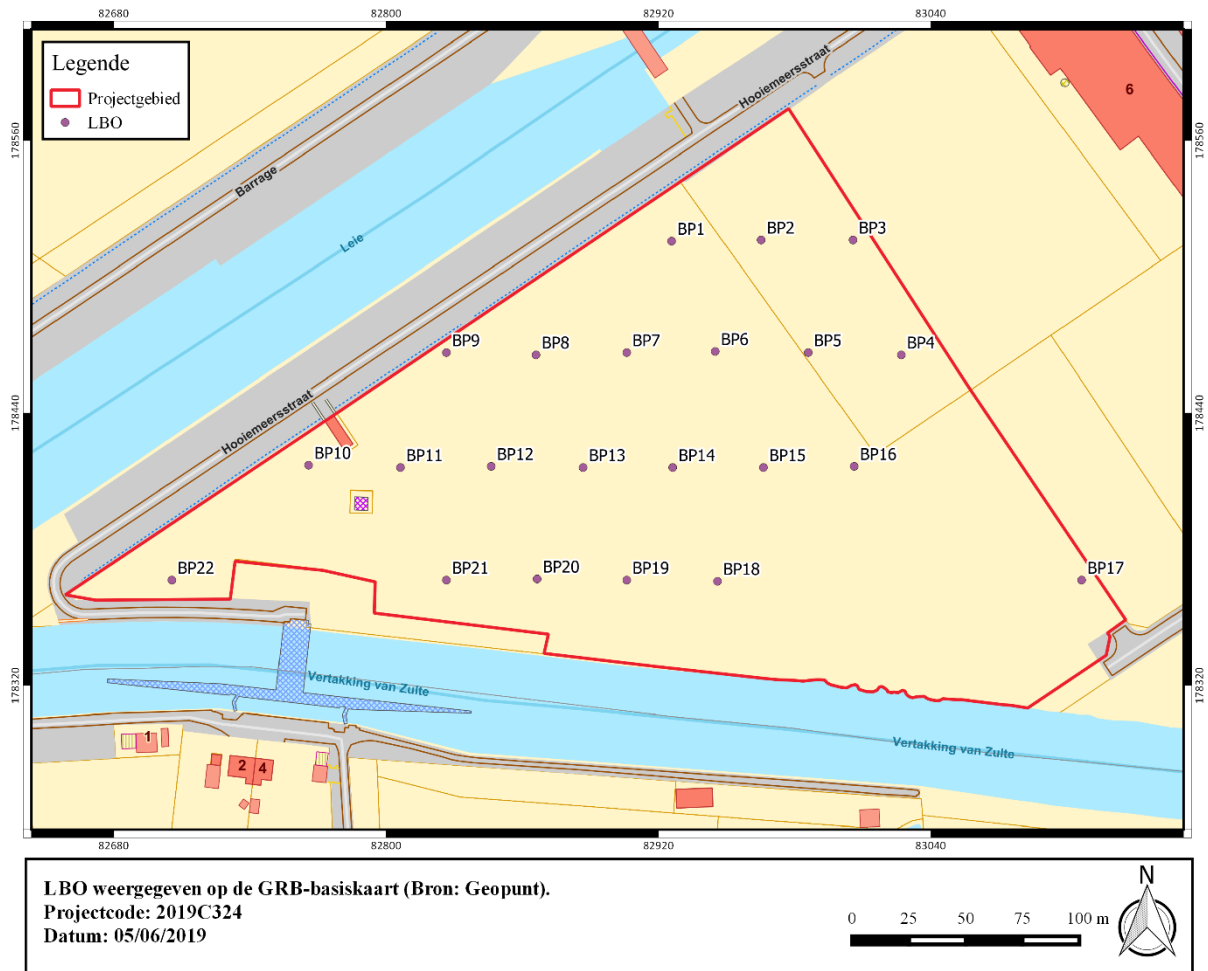 82680 82800 82920 83040
Legende
Projectgebied
LBO
Hooiemeersstraat
6
178560 178560
Barrage
Leie
BP1 BP2 BP3
BP9 BP8 BP7 BP6 BP5 BP4
178440 178440
Hooiemeersstraat
BP10 BP11 BP12 BP13 BP14 BP15 BP16
BP22 BP21 BP20 BP19 BP18 BP17
178320 178320
Vertakking van Zulte
Vertakking van Zulte
1
2 4
82680 82800 82920 83040
LBO weergegeven op de GRB-basiskaart (Bron: Geopunt).
Projectcode: 2019C324
Datum: 05/06/2019
0 25 50 75 100 m
N